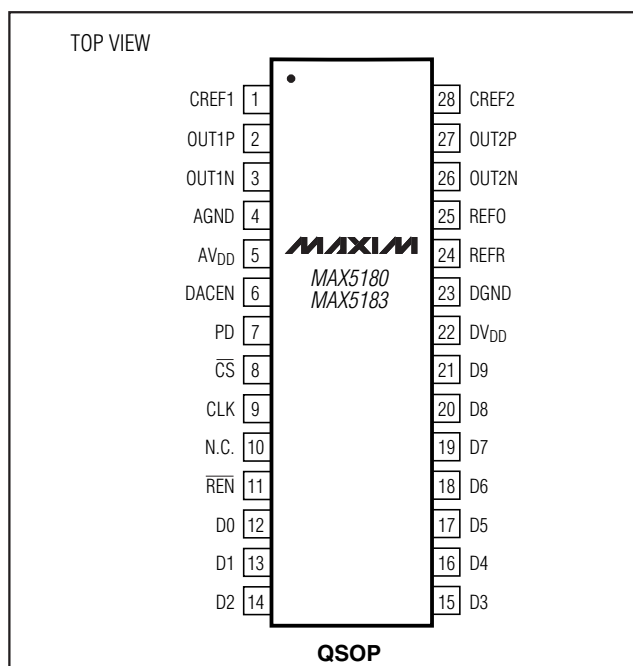 TOP VIEW
CREF1 1 28 CREF2
OUT1P 2 27 OUT2P
OUT1N 3 26 OUT2N
AGND 4 25 REFO
AVDD 5 MAXIM 24 REFR
DACEN 6 MAX5180 23 DGND
MAX5183
PD 7 22 DVDD
C̅S̅ 8 21 D9
CLK 9 20 D8
N.C. 10 19 D7
R̅E̅N̅ 11 18 D6
D0 12 17 D5
D1 13 16 D4
D2 14 15 D3
QSOP